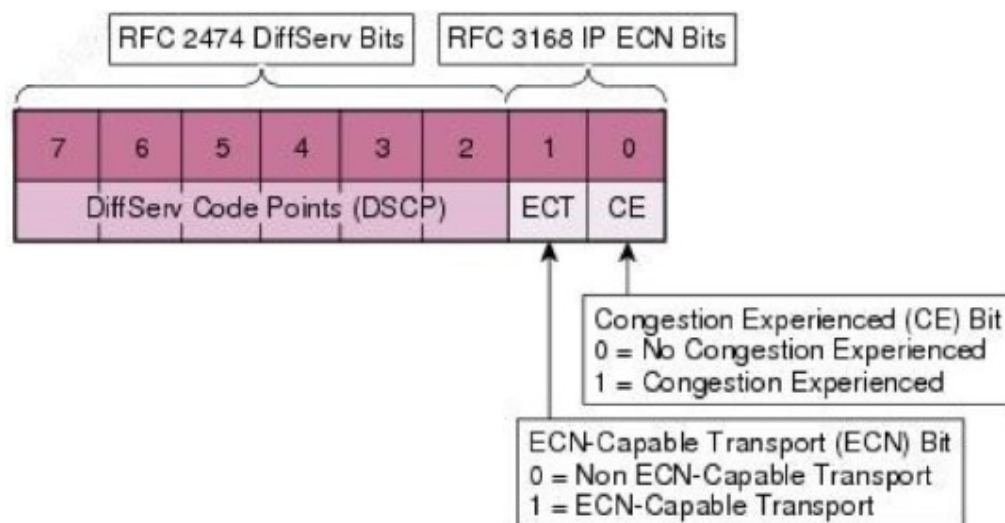 RFC 2474 DiffServ Bits RFC 3168 IP ECN Bits
7 6 5 4 3 2 1 0
DiffServ Code Points (DSCP) ECT CE
Congestion Experienced (CE) Bit
0 = No Congestion Experienced
1 = Congestion Experienced
ECN-Capable Transport (ECN) Bit
0 = Non ECN-Capable Transport
1 = ECN-Capable Transport